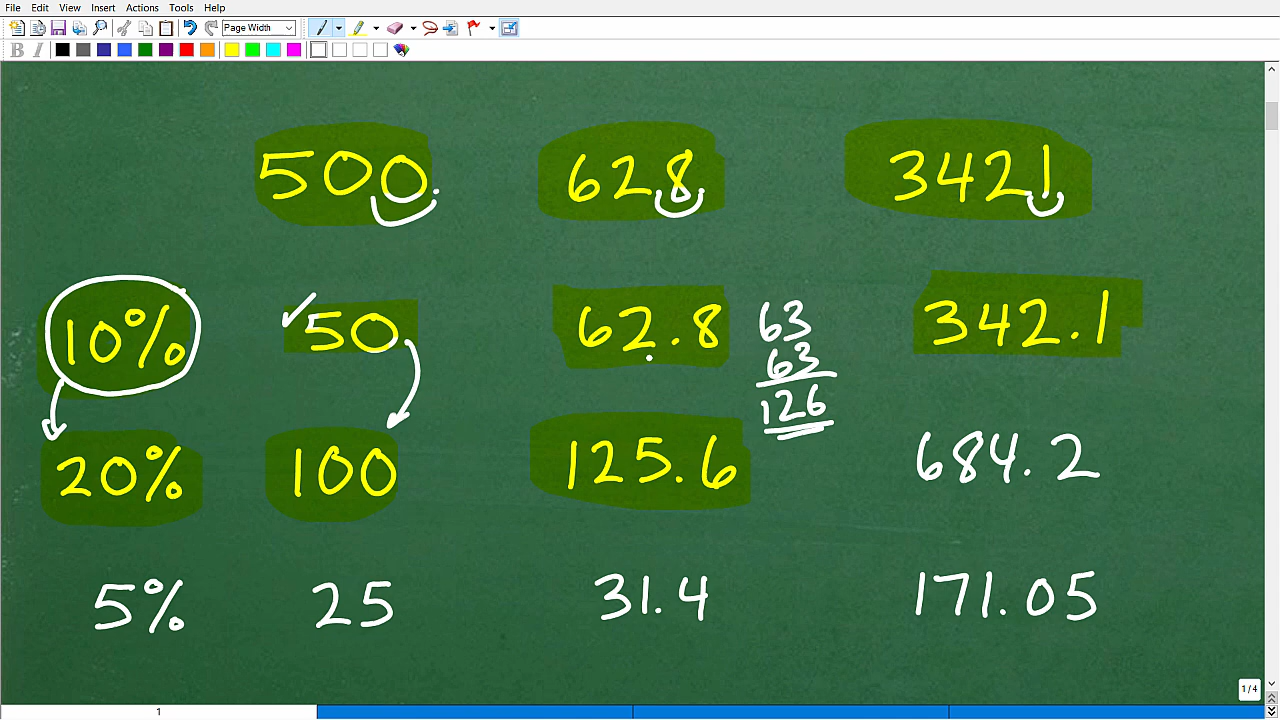 File Edit View Insert Actions Tools Help
Page Width
B I
500. 628 3421
10% 50 62.8 63 342.1
63
126
20% 100 125.6 684.2
5% 25 31.4 171.05
1/4
1